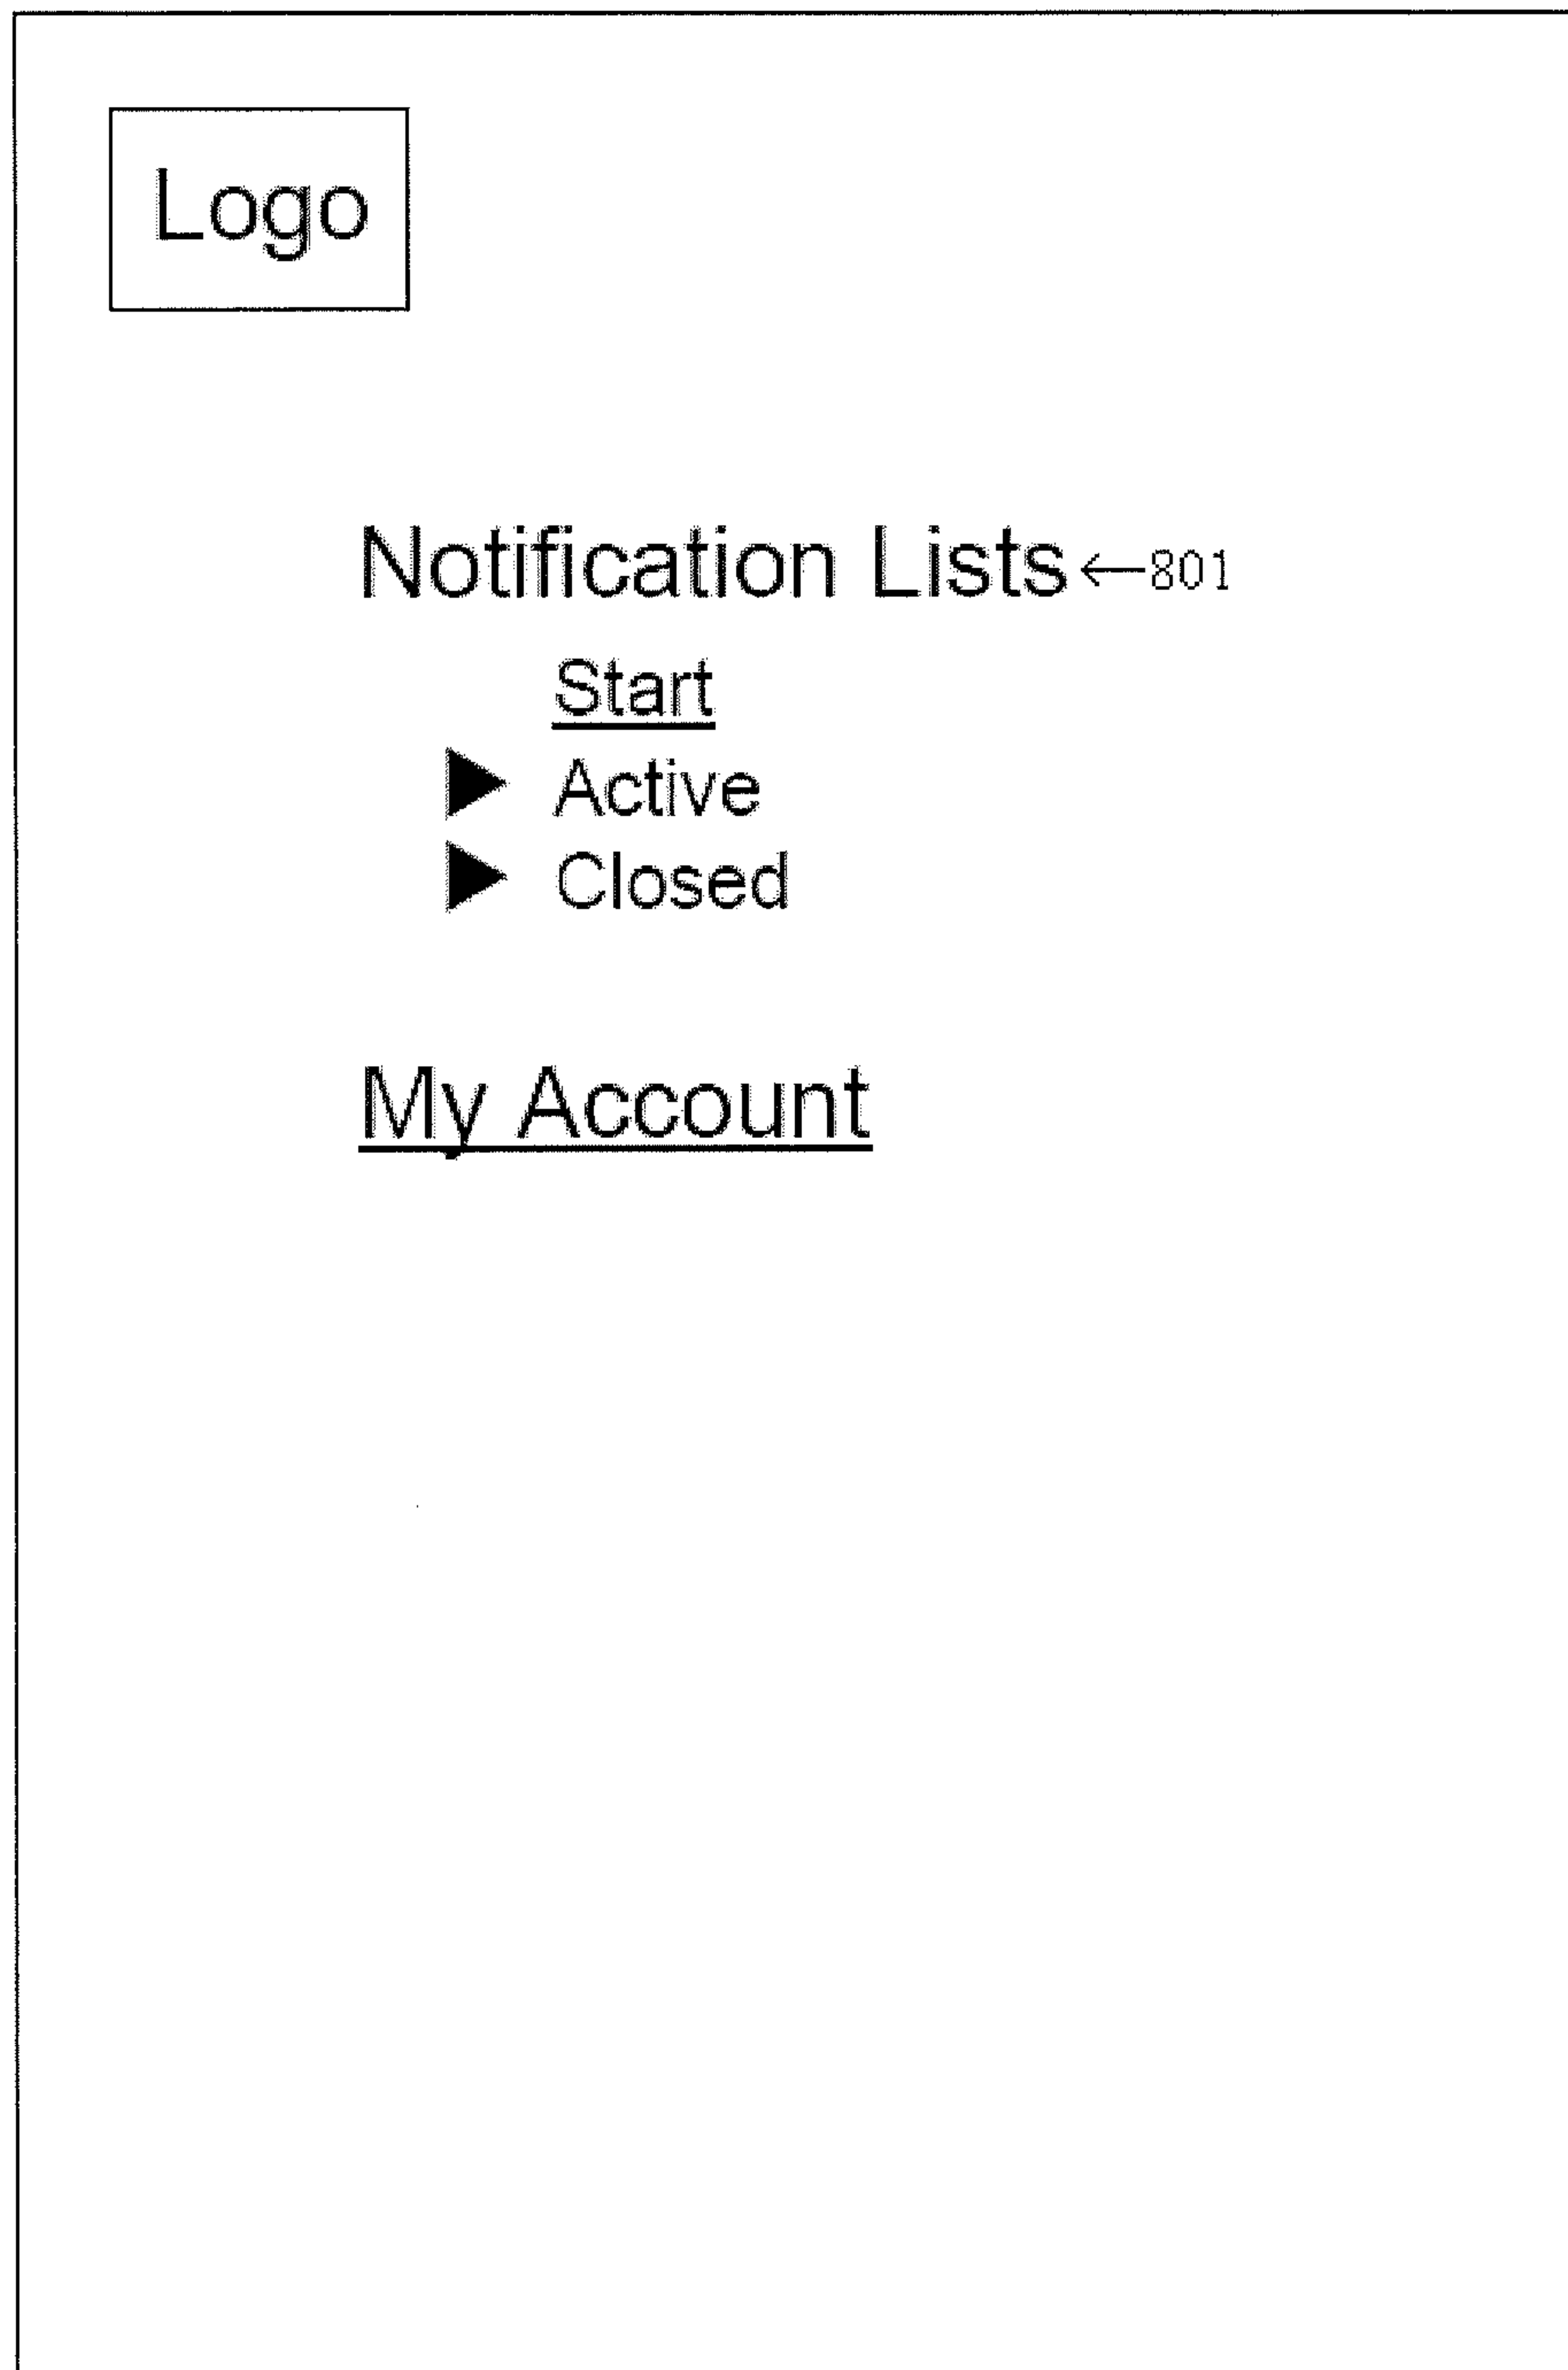 Logo
Notification Lists ←801
Start
▶ Active
▶ Closed
My Account